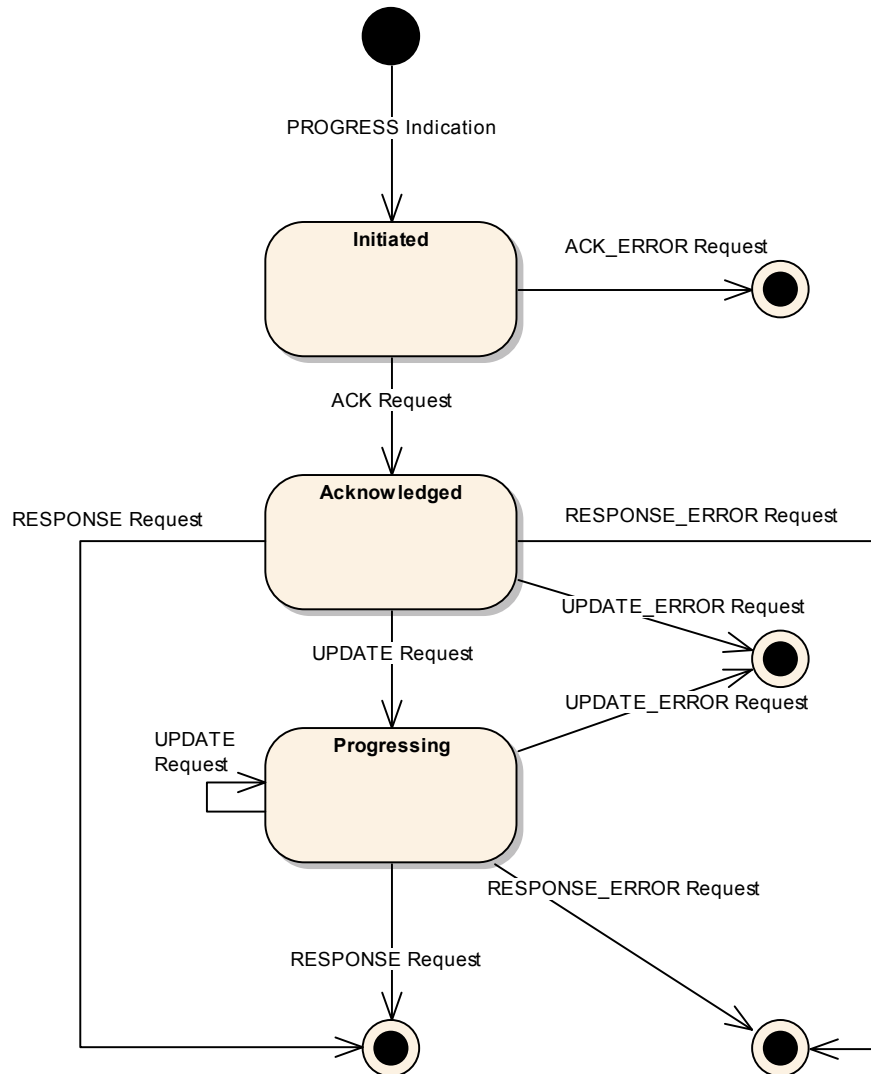 PROGRESS Indication
Initiated
ACK_ERROR Request
ACK Request
Acknowledged
RESPONSE Request
RESPONSE_ERROR Request
UPDATE_ERROR Request
UPDATE Request
UPDATE_ERROR Request
Progressing
UPDATE
Request
RESPONSE_ERROR Request
RESPONSE Request